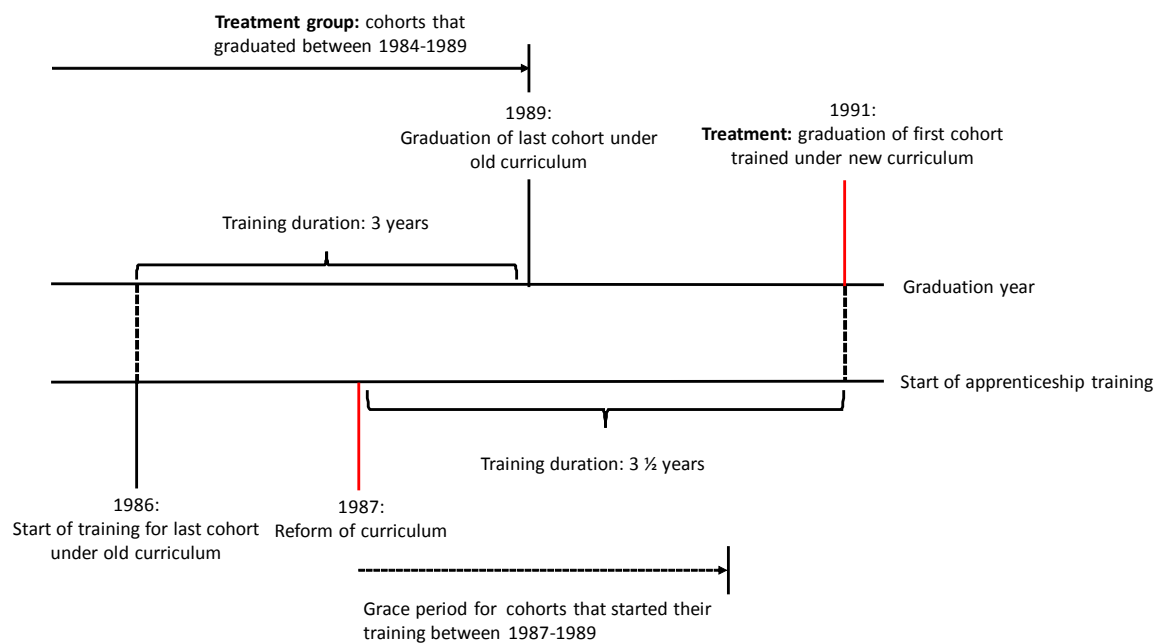 Treatment group: cohorts that
graduated between 1984-1989
1989:
Graduation of last cohort under
old curriculum
1991:
Treatment: graduation of first cohort
trained under new curriculum
Training duration: 3 years
Graduation year
Start of apprenticeship training
Training duration: 3 ½ years
1986:
Start of training for last cohort
under old curriculum
1987:
Reform of curriculum
Grace period for cohorts that started their
training between 1987-1989